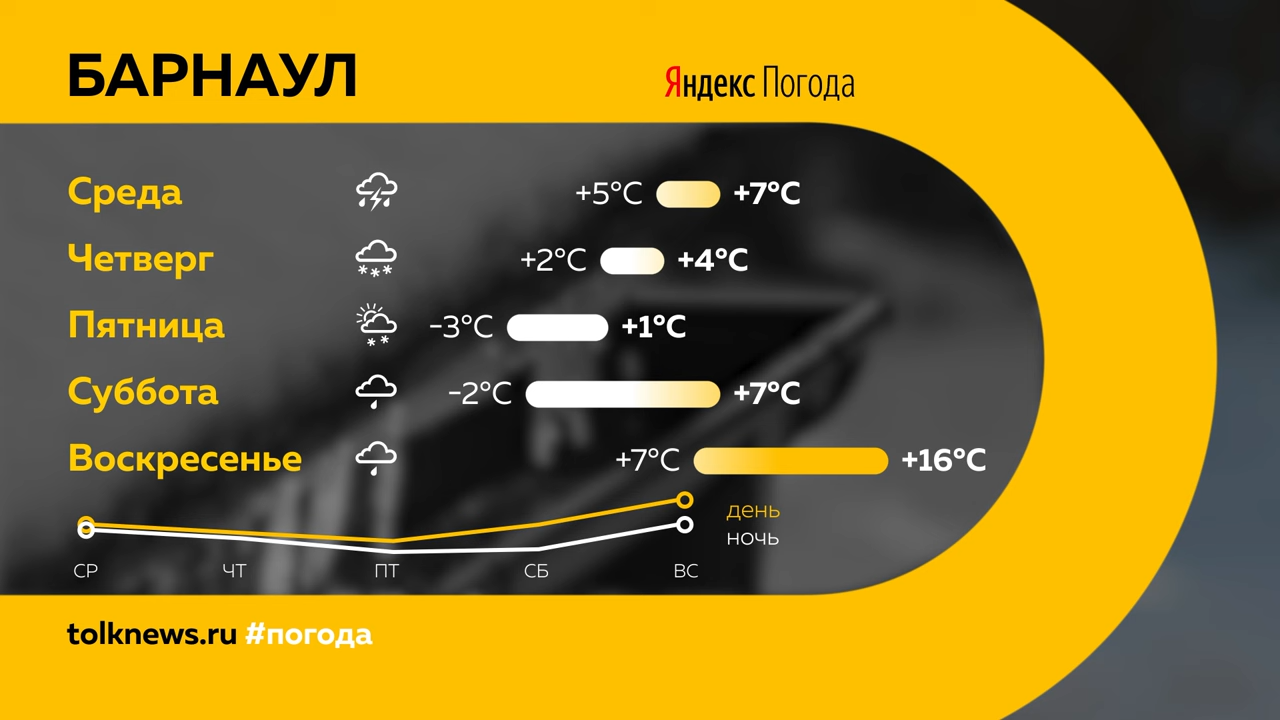 БАРНАУЛ
Яндекс Погода
Среда +5°C +7°C
Четверг +2°C +4°C
Пятница -3°C +1°C
Суббота -2°C +7°C
Воскресенье +7°C +16°C
день
ночь
СР ЧТ ПТ СБ ВС
tolknews.ru #погода